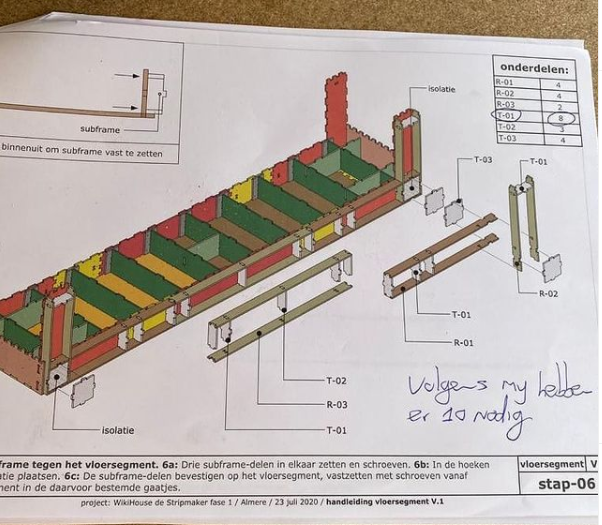 onderdelen:
R-01 4
R-02 4
R-03 2
T-01 8
T-02 3
T-03 4
isolatie
subframe
binnenuit om subframe vast te zetten
T-03
T-01
R-02
T-01
R-01
T-02
R-03
T-01
isolatie
Volgens mij hebben
er 10 nodig
frame tegen het vloersegment. 6a: Drie subframe-delen in elkaar zetten en schroeven. 6b: In de hoeken
tie plaatsen. 6c: De subframe-delen bevestigen op het vloersegment, vastzetten met schroeven vanaf
ment in de daarvoor bestemde gaatjes.
vloersegment V
stap-06
project: WikiHouse de Stripmaker fase 1 / Almere / 23 juli 2020 / handleiding vloersegment V.1